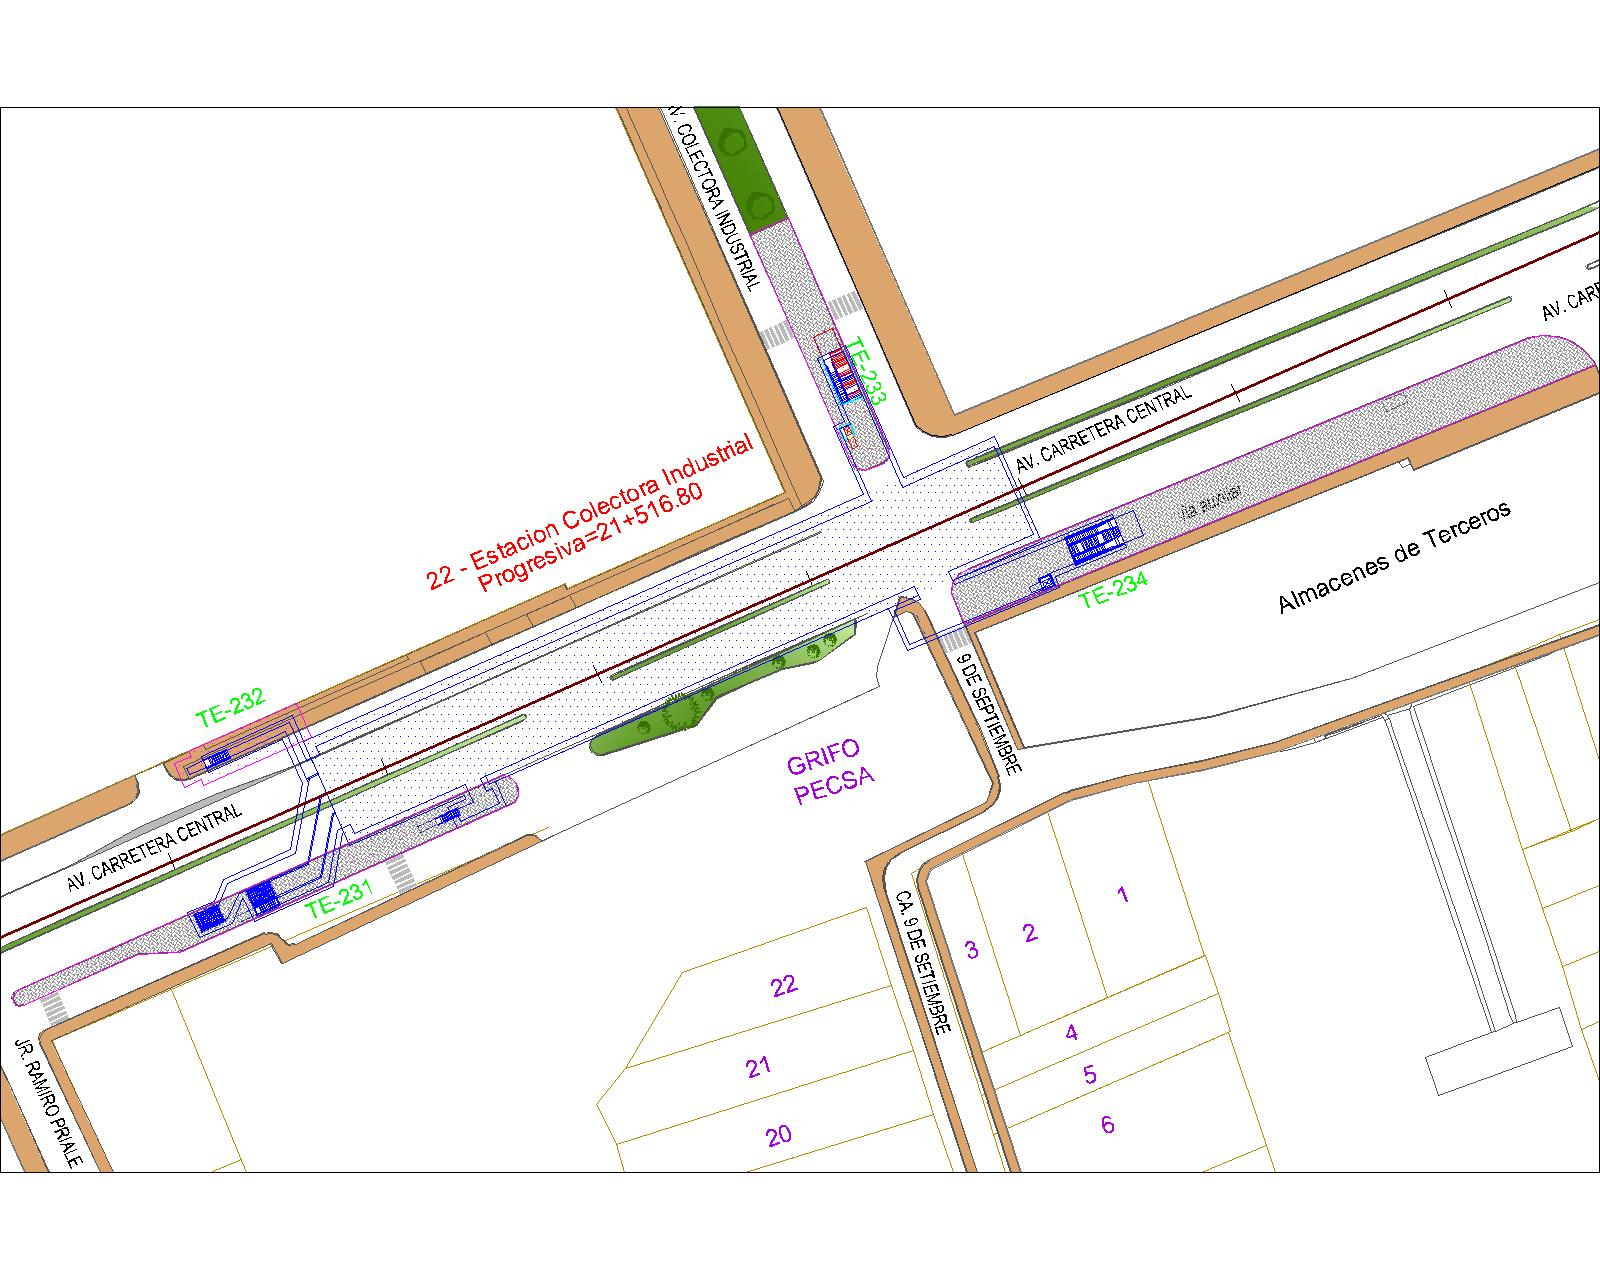 AV. COLECTORA INDUSTRIAL
TE-233
AV. CARRETERA CENTRAL
22 - Estacion Colectora Industrial
Progresiva=21+516.80
via auxiliar
TE-234
Almacenes de Terceros
9 DE SEPTIEMBRE
TE-232
GRIFO
PECSA
AV. CARRETERA CENTRAL
TE-231
CA. 9 DE SETIEMBRE
1
2
3
4
5
6
22
21
20
JR. RAMIRO PRIALE